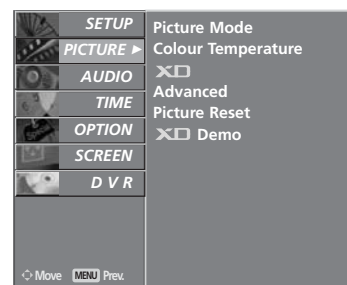 SETUP
PICTURE ►
AUDIO
TIME
OPTION
SCREEN
D V R
Move MENU Prev.
Picture Mode
Colour Temperature
XD
Advanced
Picture Reset
XD Demo